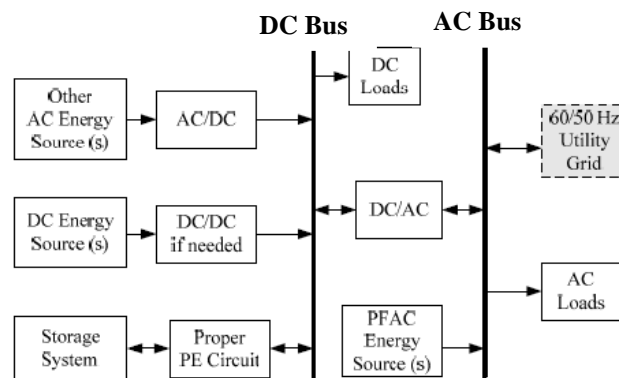 DC Bus
AC Bus
DC
Loads
Other
AC Energy
Source (s)
AC/DC
60/50 Hz
Utility
Grid
DC Energy
Source (s)
DC/DC
if needed
DC/AC
AC
Loads
Storage
System
Proper
PE Circuit
PFAC
Energy
Source (s)